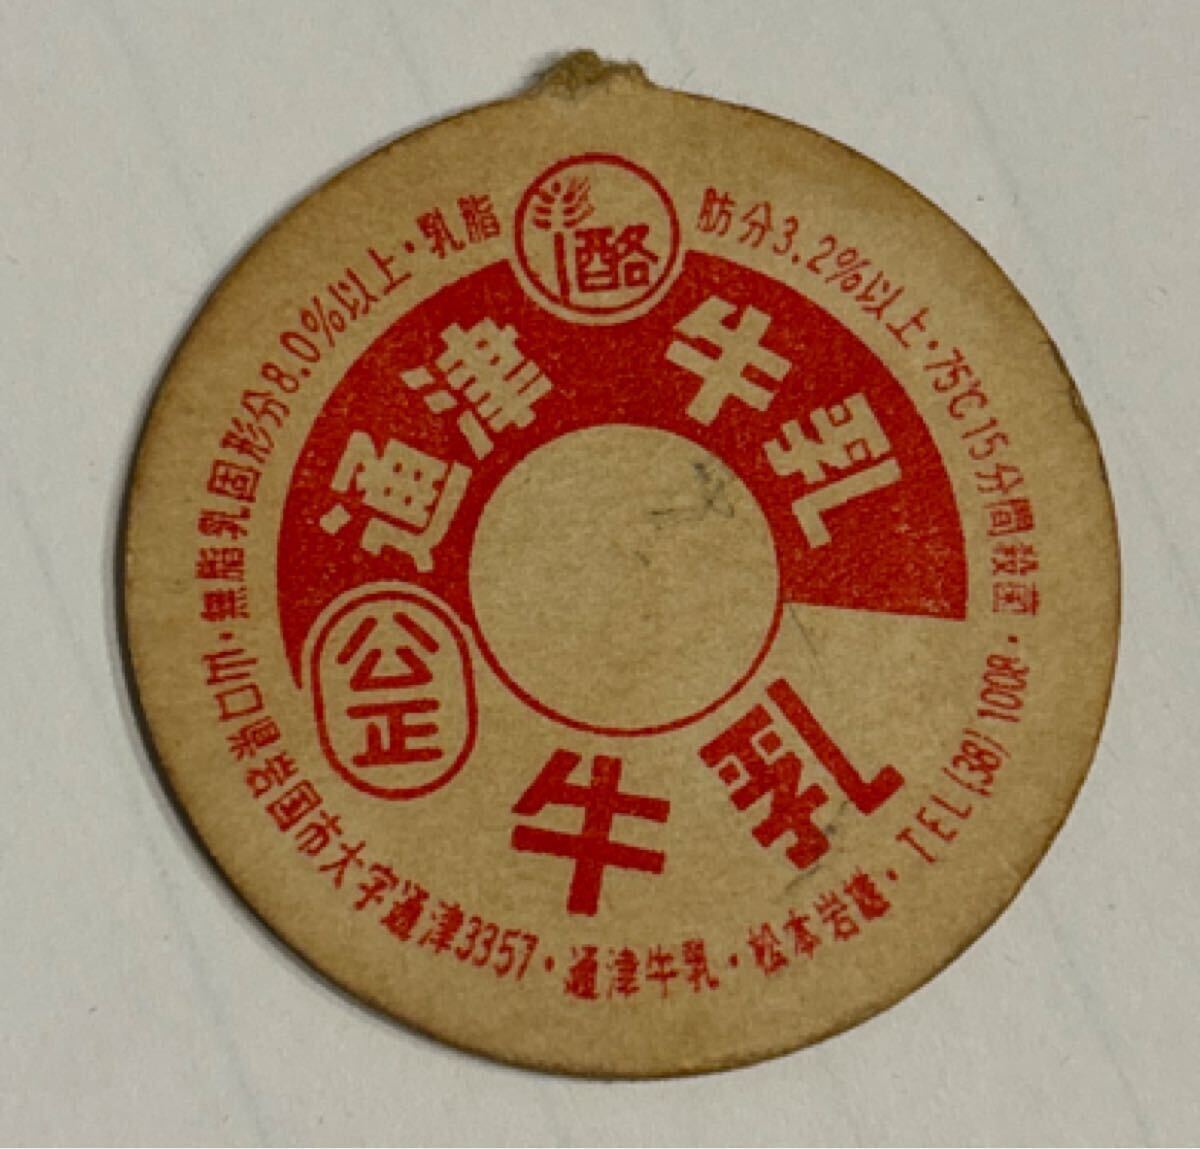 酪
通津牛乳
公正
牛乳
無脂乳固形分8.0%以上・乳脂肪分3.2%以上・75℃15分間殺菌・
山口県岩国市大字通津3357・通津牛乳・松本岩・TEL(38)1008